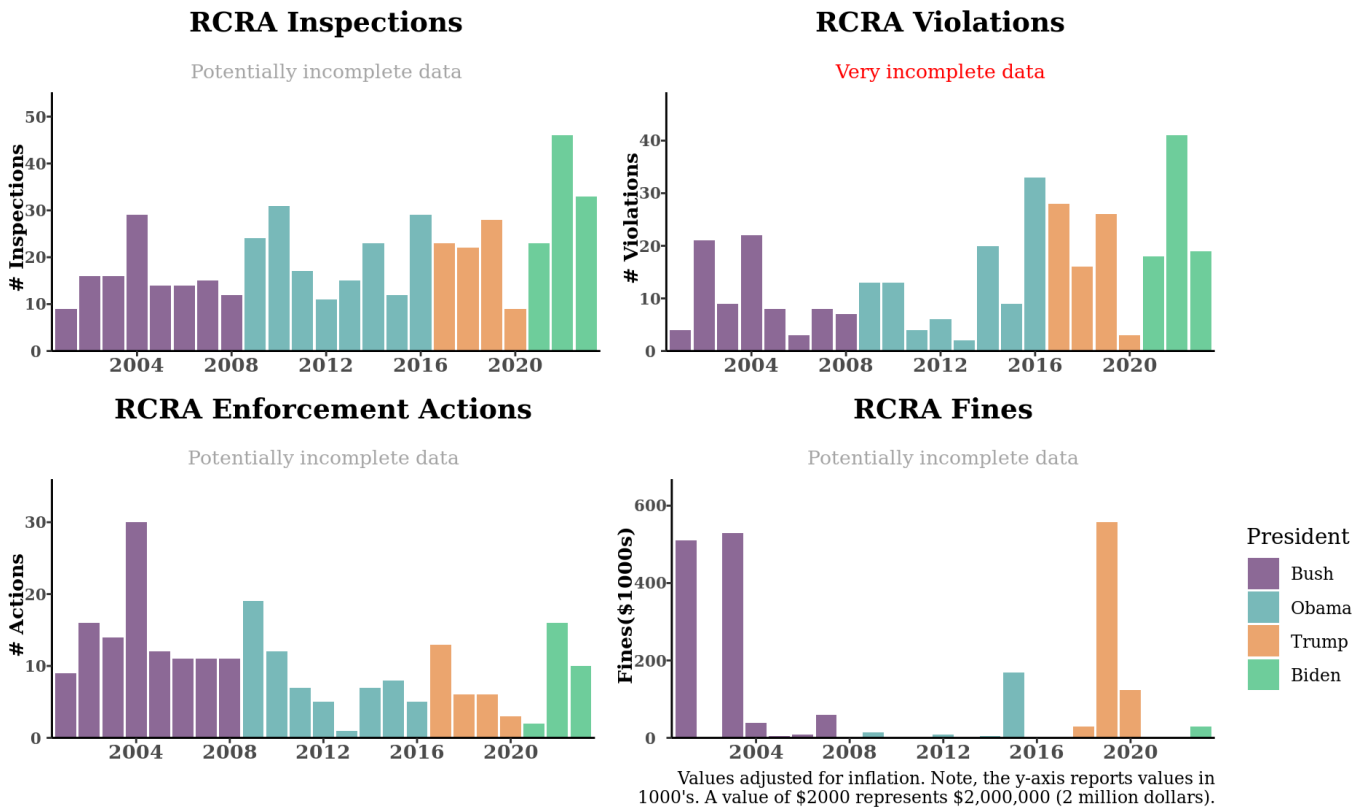 RCRA Inspections
Potentially incomplete data
# Inspections
50
40
30
20
10
0
2004 2008 2012 2016 2020
RCRA Violations
Very incomplete data
# Violations
40
30
20
10
0
2004 2008 2012 2016 2020
RCRA Enforcement Actions
Potentially incomplete data
# Actions
30
20
10
0
2004 2008 2012 2016 2020
RCRA Fines
Potentially incomplete data
Fines($1000s)
600
400
200
0
2004 2008 2012 2016 2020
President
Bush
Obama
Trump
Biden
Values adjusted for inflation. Note, the y-axis reports values in
1000's. A value of $2000 represents $2,000,000 (2 million dollars).